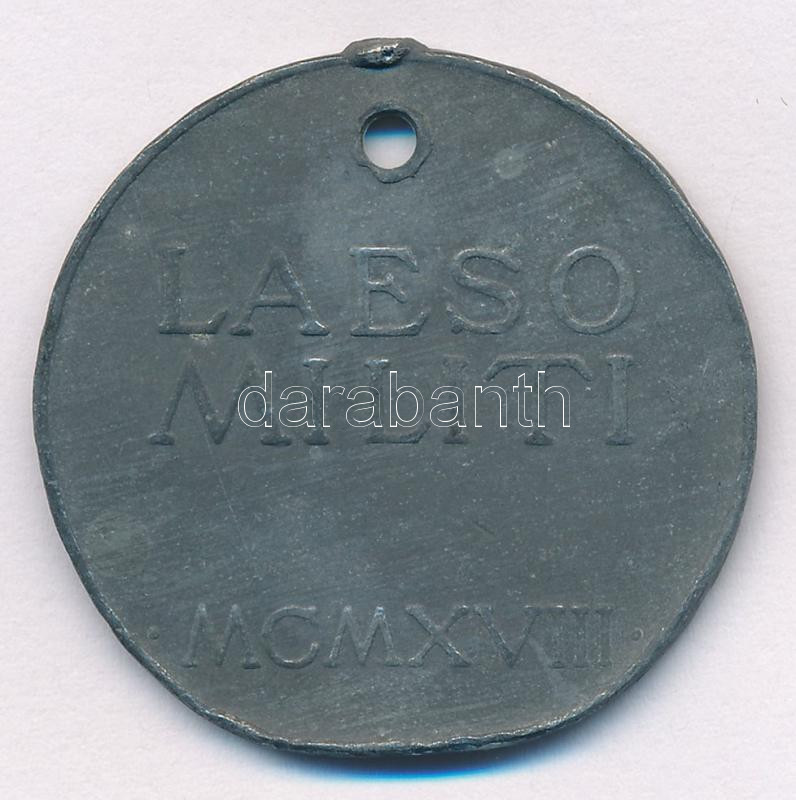 LAESO
MILITI
darabanth
·MCMXVIII·